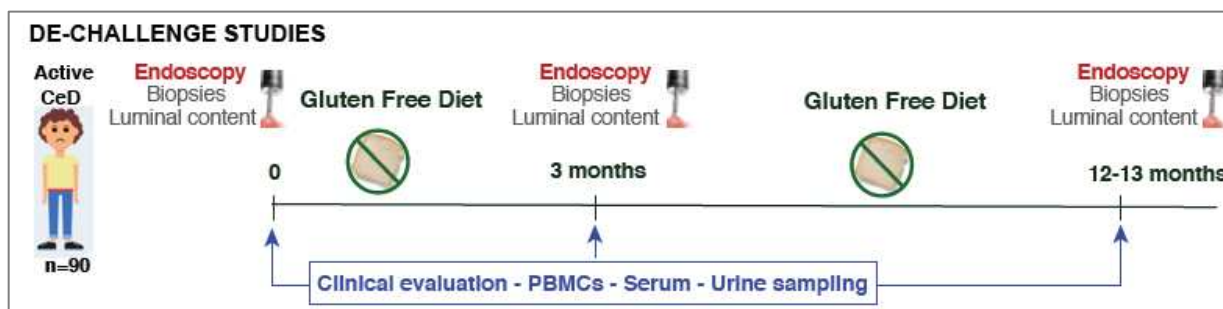 DE-CHALLENGE STUDIES
Active
CeD
n=90
Endoscopy
Biopsies
Luminal content
Gluten Free Diet
Endoscopy
Biopsies
Luminal content
Gluten Free Diet
Endoscopy
Biopsies
Luminal content
0
3 months
12-13 months
Clinical evaluation - PBMCs - Serum - Urine sampling